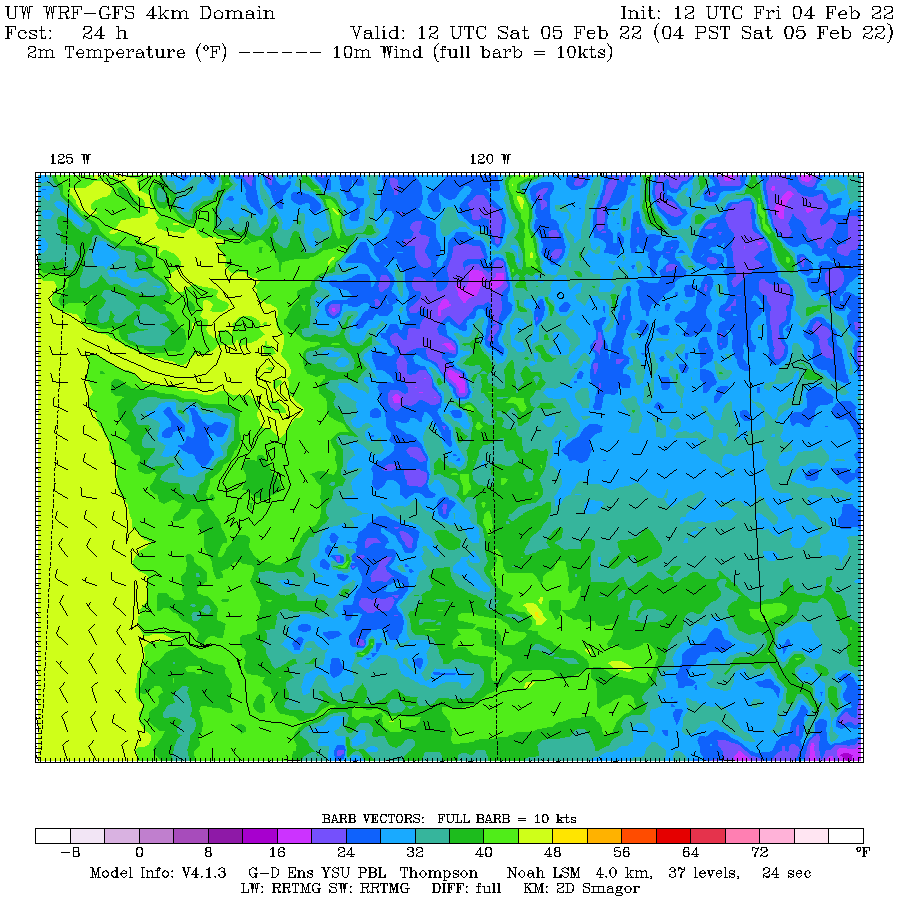 UW WRF-GFS 4km Domain Init: 12 UTC Fri 04 Feb 22
Fcst: 24 h Valid: 12 UTC Sat 05 Feb 22 (04 PST Sat 05 Feb 22)
2m Temperature (°F) ------ 10m Wind (full barb = 10kts)
125 W 120 W
BARB VECTORS: FULL BARB = 10 kts
-8 0 8 16 24 32 40 48 56 64 72 °F
Model Info: V4.1.3 G-D Ens YSU PBL Thompson Noah LSM 4.0 km, 37 levels, 24 sec
LW: RRTMG SW: RRTMG DIFF: full KM: 2D Smagor